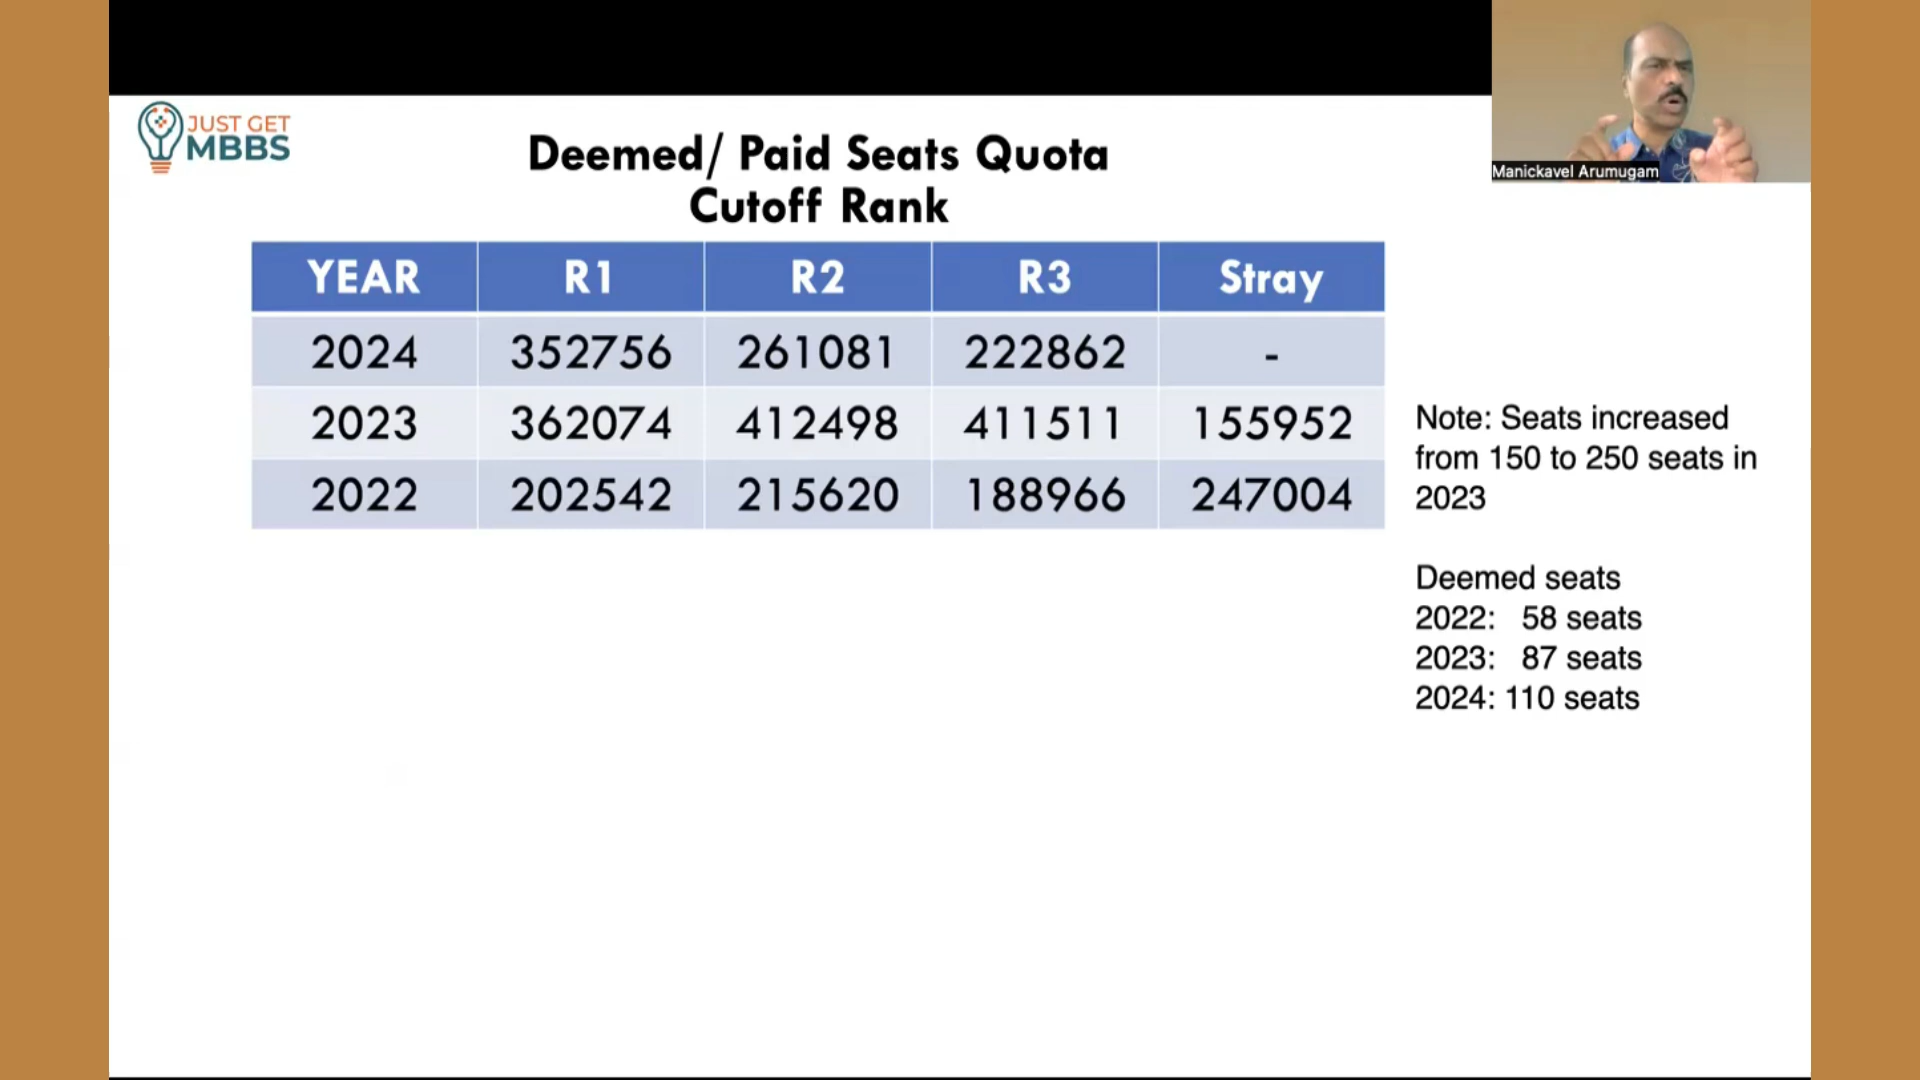 JUST GET
MBBS
Deemed/ Paid Seats Quota
Cutoff Rank
Manickavel Arumugam
YEAR R1 R2 R3 Stray
2024 352756 261081 222862 -
2023 362074 412498 411511 155952
2022 202542 215620 188966 247004
Note: Seats increased
from 150 to 250 seats in
2023
Deemed seats
2022: 58 seats
2023: 87 seats
2024: 110 seats